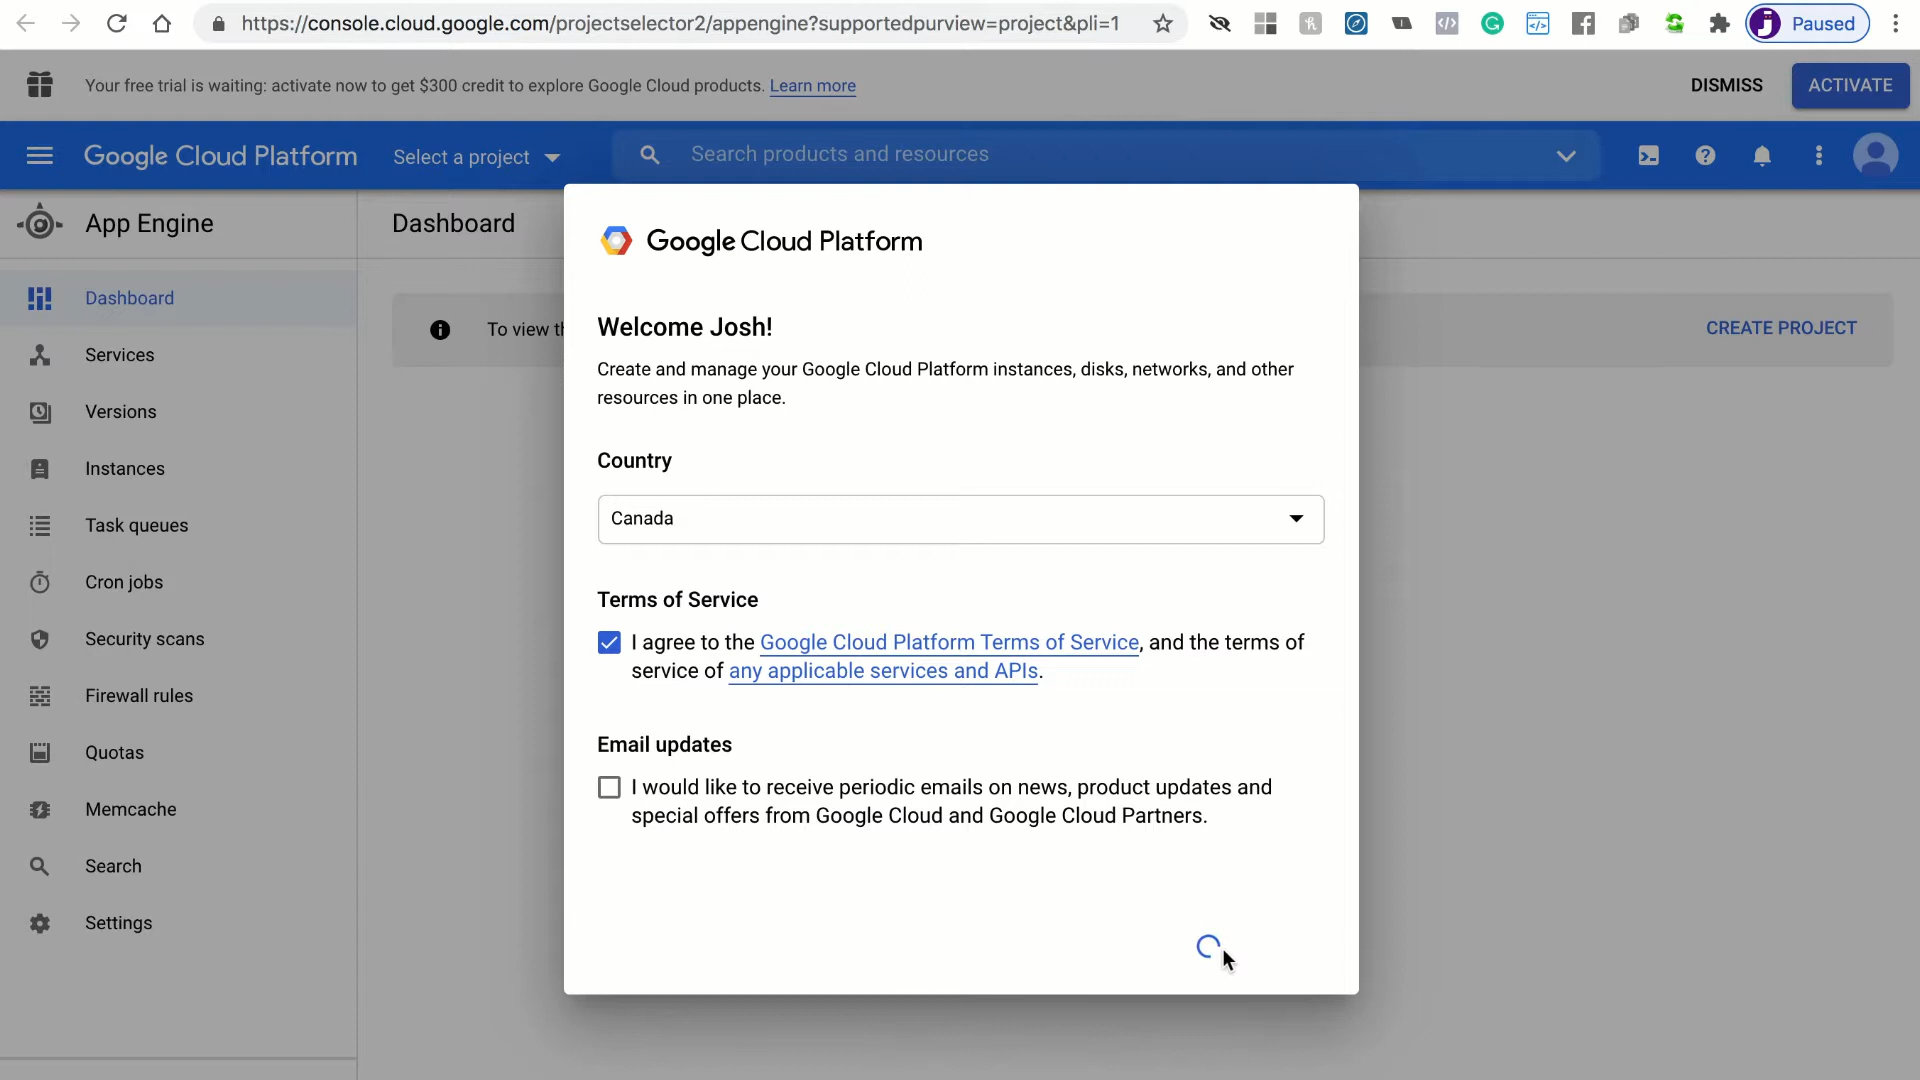 https://console.cloud.google.com/projectselector2/appengine?supportedpurview=project&pli=1
Paused
Your free trial is waiting: activate now to get $300 credit to explore Google Cloud products. Learn more
DISMISS
ACTIVATE
Google Cloud Platform
Select a project
Search products and resources
App Engine
Dashboard
Dashboard
Services
Versions
Instances
Task queues
Cron jobs
Security scans
Firewall rules
Quotas
Memcache
Search
Settings
To view
CREATE PROJECT
Google Cloud Platform
Welcome Josh!
Create and manage your Google Cloud Platform instances, disks, networks, and other
resources in one place.
Country
Canada
Terms of Service
I agree to the Google Cloud Platform Terms of Service, and the terms of
service of any applicable services and APIs.
Email updates
I would like to receive periodic emails on news, product updates and
special offers from Google Cloud and Google Cloud Partners.